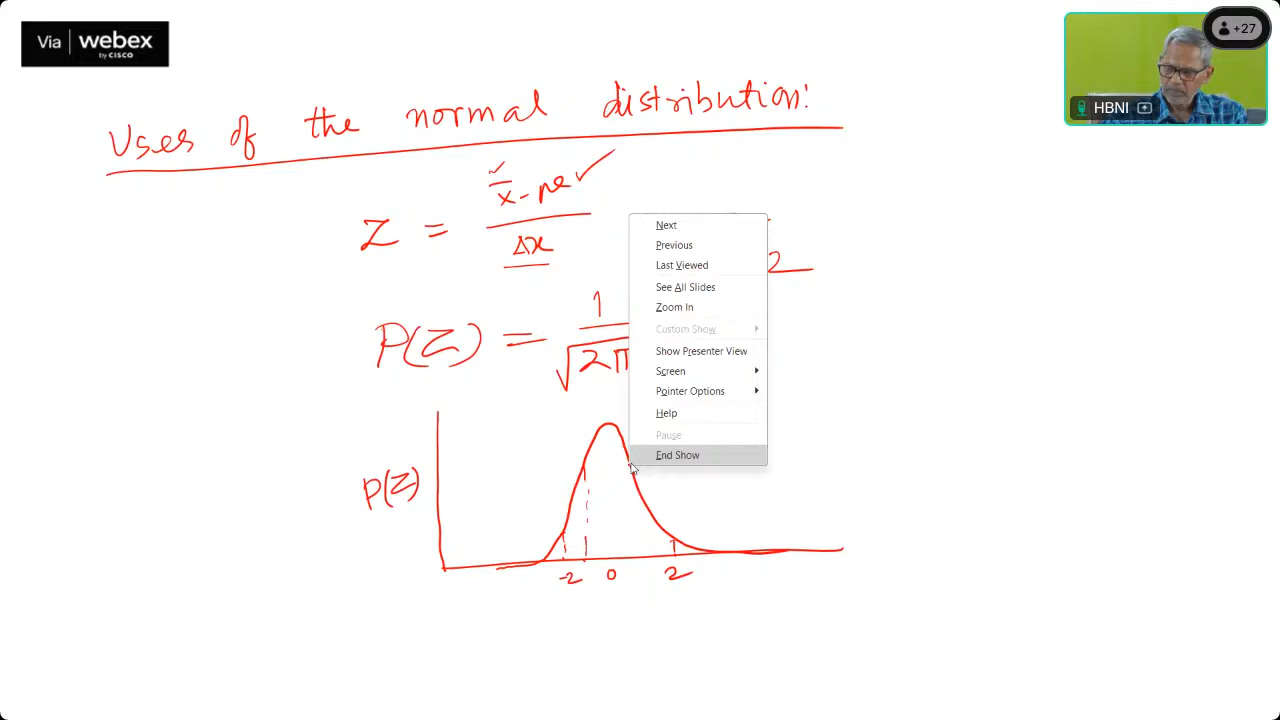 Via webex
by CISCO
+27
HBNI
Uses of the normal distribution:
Z = x̄ - μ
Δx
2
P(Z) = 1
√2π
Next
Previous
Last Viewed
See All Slides
Zoom In
Custom Show
Show Presenter View
Screen
Pointer Options
Help
Pause
End Show
P(Z)
-2 0 2